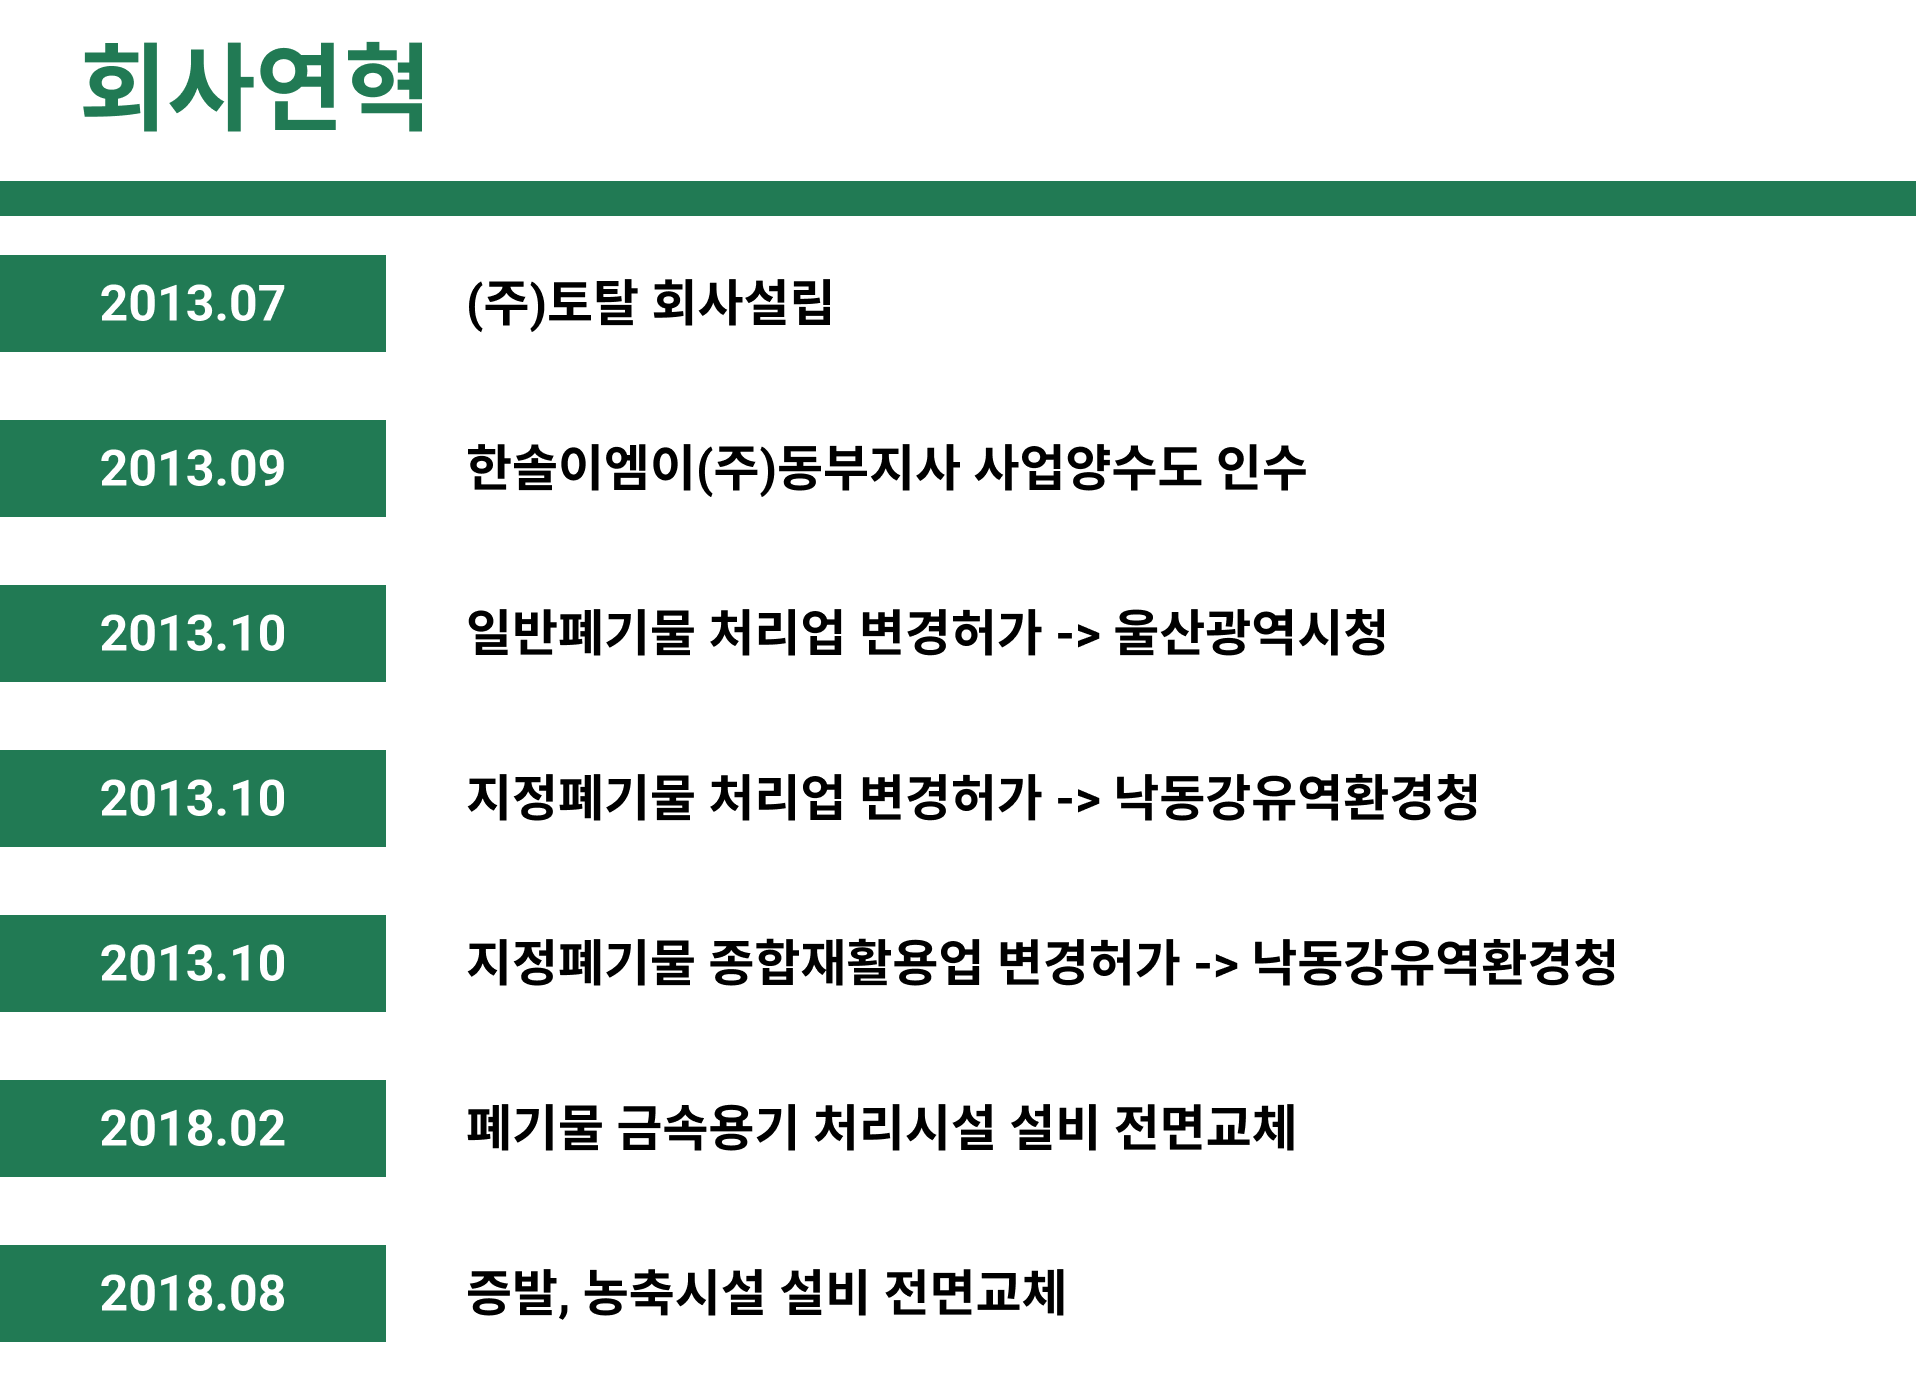 회사연혁
2013.07 (주)토탈 회사설립
2013.09 한솔이엠이(주)동부지사 사업양수도 인수
2013.10 일반폐기물 처리업 변경허가 -> 울산광역시청
2013.10 지정폐기물 처리업 변경허가 -> 낙동강유역환경청
2013.10 지정폐기물 종합재활용업 변경허가 -> 낙동강유역환경청
2018.02 폐기물 금속용기 처리시설 설비 전면교체
2018.08 증발, 농축시설 설비 전면교체